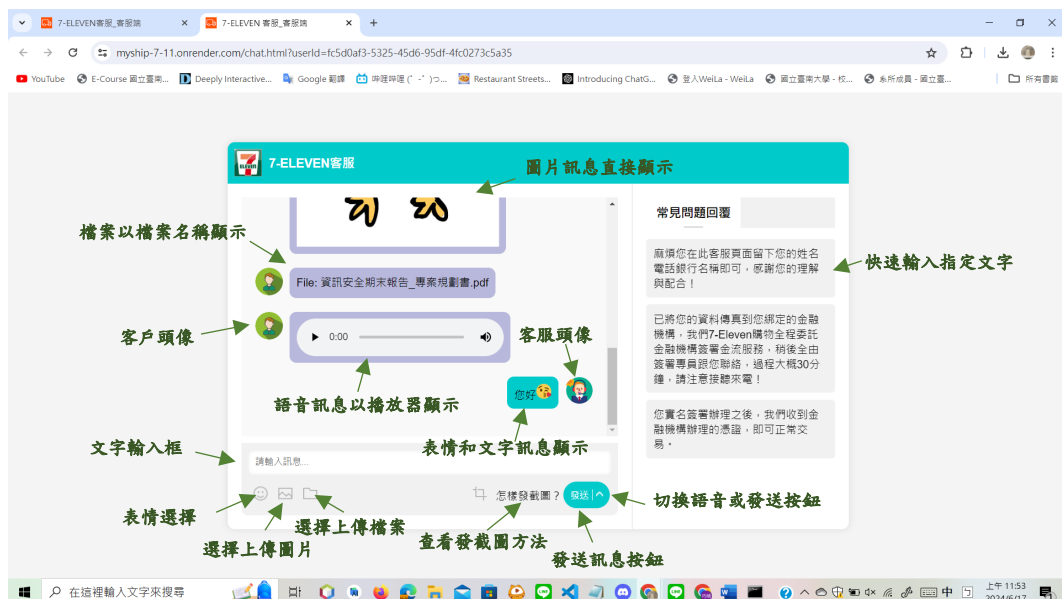 7-ELEVEN客服_客服端
7-ELEVEN 客服_客服端
myship-7-11.onrender.com/chat.html?userId=fc5d0af3-5325-45d6-95df-4fc0273c5a35
YouTube
E-Course 國立臺南...
Deeply Interactive...
Google 翻譯
嗶哩嗶哩 (゜-゜)つ...
Restaurant Streets...
Introducing ChatG...
登入WeiLa - WeiLa
國立臺南大學 - 校...
系所成員 - 國立臺...
所有書籤
7-ELEVEN客服
圖片訊息直接顯示
檔案以檔案名稱顯示
File: 資訊安全期末報告_專案規劃書.pdf
客戶頭像
0:00
客服頭像
語音訊息以播放器顯示
您好
表情和文字訊息顯示
文字輸入框
請輸入訊息...
怎樣發截圖？
發送
切換語音或發送按鈕
表情選擇
選擇上傳圖片
選擇上傳檔案
查看發截圖方法
發送訊息按鈕
常見問題回覆
麻煩您在此客服頁面留下您的姓名
電話銀行名稱即可，感謝您的理解
與配合！
快速輸入指定文字
已將您的資料傳真到您綁定的金融
機構，我們7-Eleven購物全程委託
金融機構簽署金流服務，稍後全由
簽署專員跟您聯絡，過程大概30分
鐘，請注意接聽來電！
您實名簽署辦理之後，我們收到金
融機構辦理的憑證，即可正常交
易。
在這裡輸入文字來搜尋
中
上午 11:53
2024/6/17